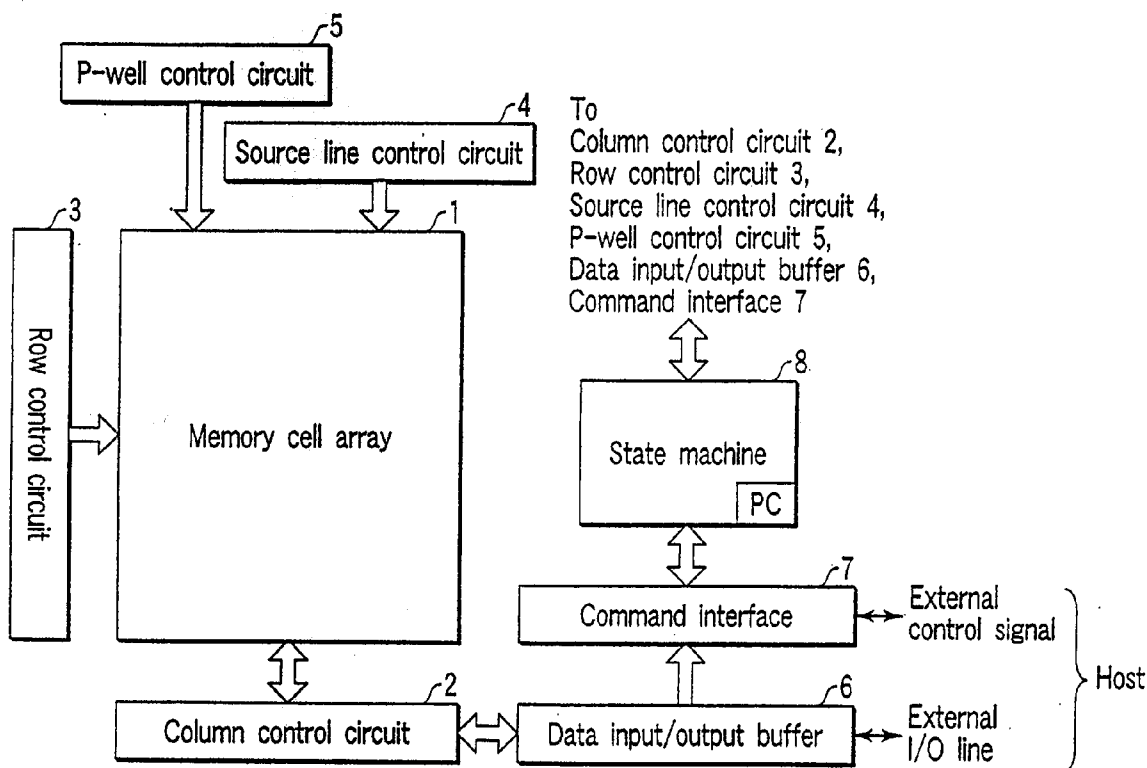 5
P-well control circuit
4
Source line control circuit
To
Column control circuit 2,
Row control circuit 3,
Source line control circuit 4,
P-well control circuit 5,
Data input/output buffer 6,
Command interface 7
3
Row control circuit
1
Memory cell array
8
State machine
PC
7
Command interface
External
control signal
Host
2
Column control circuit
6
Data input/output buffer
External
I/O line